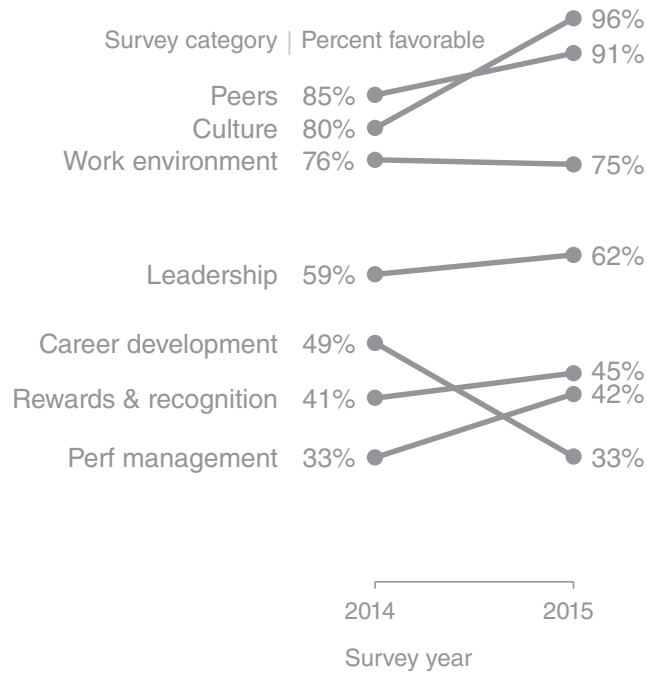 96%
Survey category | Percent favorable
91%
Peers 85%
Culture 80%
Work environment 76% 75%
62%
Leadership 59%
Career development 49%
45%
Rewards & recognition 41% 42%
Perf management 33% 33%
2014 2015
Survey year